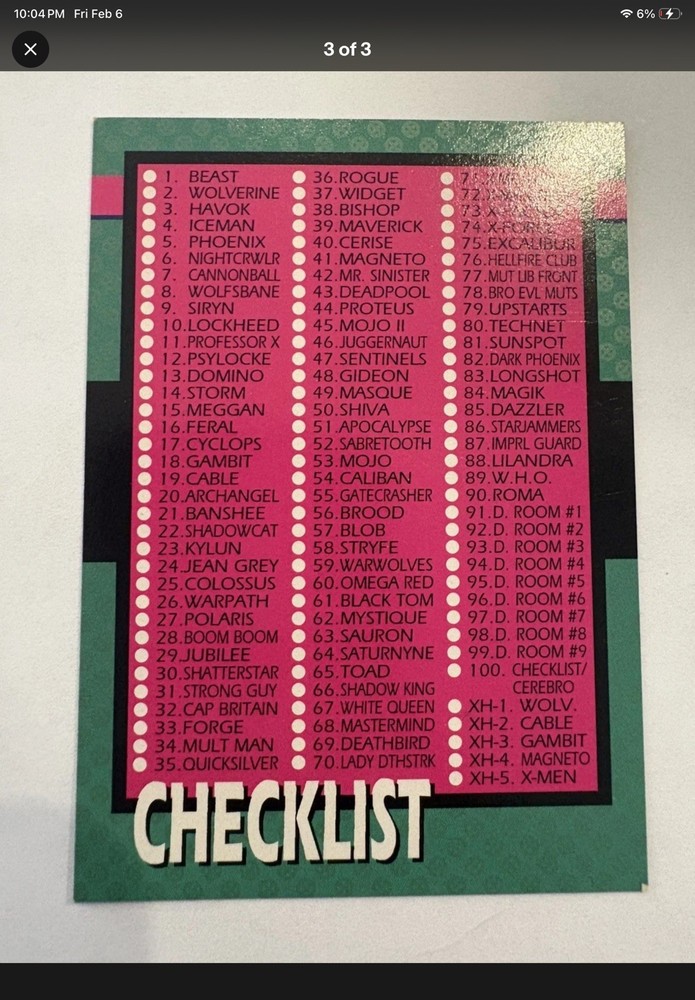 10:04 PM Fri Feb 6
6%
3 of 3
1. BEAST
2. WOLVERINE
3. HAVOK
4. ICEMAN
5. PHOENIX
6. NIGHTCRWLR
7. CANNONBALL
8. WOLFSBANE
9. SIRYN
10.LOCKHEED
11.PROFESSOR X
12.PSYLOCKE
13.DOMINO
14.STORM
15.MEGGAN
16.FERAL
17.CYCLOPS
18.GAMBIT
19.CABLE
20.ARCHANGEL
21.BANSHEE
22.SHADOWCAT
23.KYLUN
24.JEAN GREY
25.COLOSSUS
26.WARPATH
27.POLARIS
28.BOOM BOOM
29.JUBILEE
30.SHATTERSTAR
31.STRONG GUY
32.CAP BRITAIN
33.FORGE
34.MULT MAN
35.QUICKSILVER
36.ROGUE
37.WIDGET
38.BISHOP
39.MAVERICK
40.CERISE
41.MAGNETO
42.MR. SINISTER
43.DEADPOOL
44.PROTEUS
45.MOJO II
46.JUGGERNAUT
47.SENTINELS
48.GIDEON
49.MASQUE
50.SHIVA
51.APOCALYPSE
52.SABRETOOTH
53.MOJO
54.CALIBAN
55.GATECRASHER
56.BROOD
57.BLOB
58.STRYFE
59.WARWOLVES
60.OMEGA RED
61.BLACK TOM
62.MYSTIQUE
63.SAURON
64.SATURNYNE
65.TOAD
66.SHADOW KING
67.WHITE QUEEN
68.MASTERMIND
69.DEATHBIRD
70.LADY DTHSTRK
72.
73.
74.X-FORCE
75.EXCALIBUR
76.HELLFIRE CLUB
77.MUT LIB FRONT
78.BRO EVL MUTS
79.UPSTARTS
80.TECHNET
81.SUNSPOT
82.DARK PHOENIX
83.LONGSHOT
84.MAGIK
85.DAZZLER
86.STARJAMMERS
87.IMPRL GUARD
88.LILANDRA
89.W.H.O.
90.ROMA
91.D. ROOM #1
92.D. ROOM #2
93.D. ROOM #3
94.D. ROOM #4
95.D. ROOM #5
96.D. ROOM #6
97.D. ROOM #7
98.D. ROOM #8
99.D. ROOM #9
100. CHECKLIST/
CEREBRO
XH-1. WOLV.
XH-2. CABLE
XH-3. GAMBIT
XH-4. MAGNETO
XH-5. X-MEN
CHECKLIST